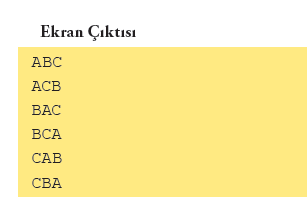 Ekran Çıktısı
ABC
ACB
BAC
BCA
CAB
CBA